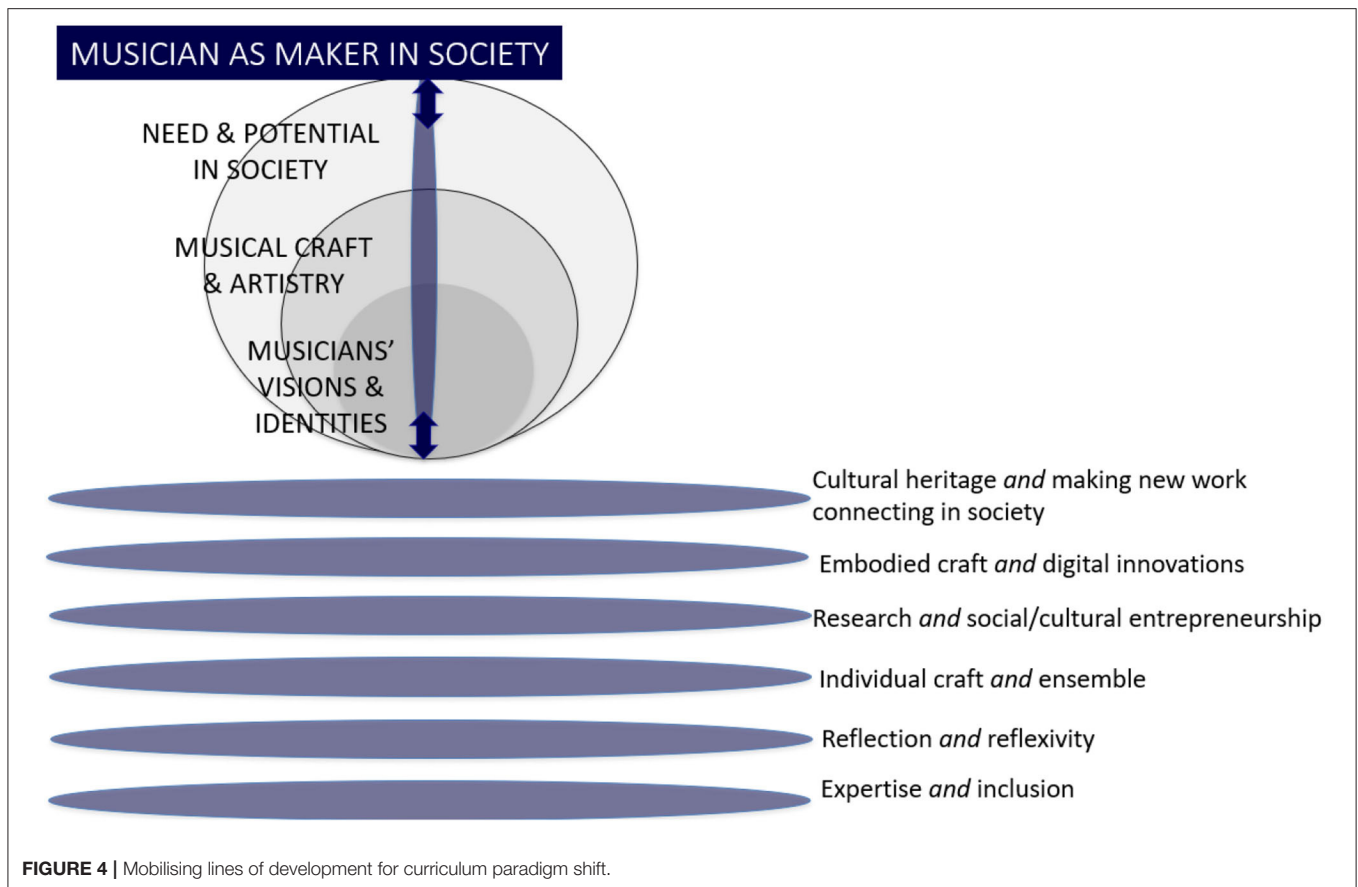 MUSICIAN AS MAKER IN SOCIETY
NEED & POTENTIAL
IN SOCIETY
MUSICAL CRAFT
& ARTISTRY
MUSICIANS’
VISIONS &
IDENTITIES
Cultural heritage and making new work
connecting in society
Embodied craft and digital innovations
Research and social/cultural entrepreneurship
Individual craft and ensemble
Reflection and reflexivity
Expertise and inclusion
FIGURE 4 | Mobilising lines of development for curriculum paradigm shift.